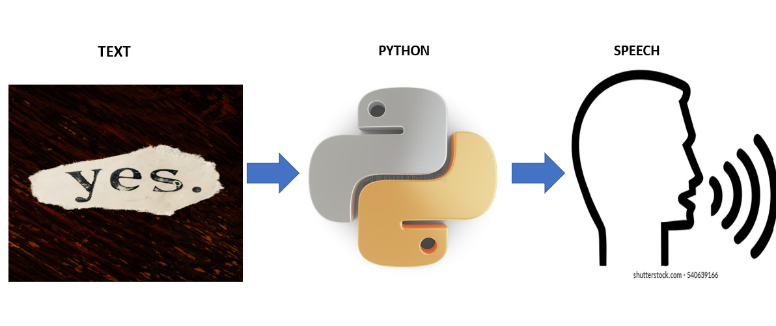 TEXT
PYTHON
SPEECH
yes.
shutterstock.com • 540639166